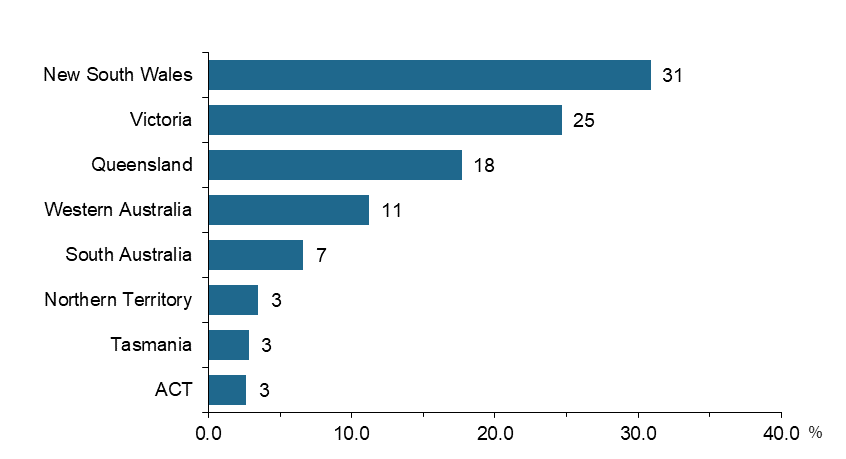 New South Wales 31
Victoria 25
Queensland 18
Western Australia 11
South Australia 7
Northern Territory 3
Tasmania 3
ACT 3
0.0 10.0 20.0 30.0 40.0 %